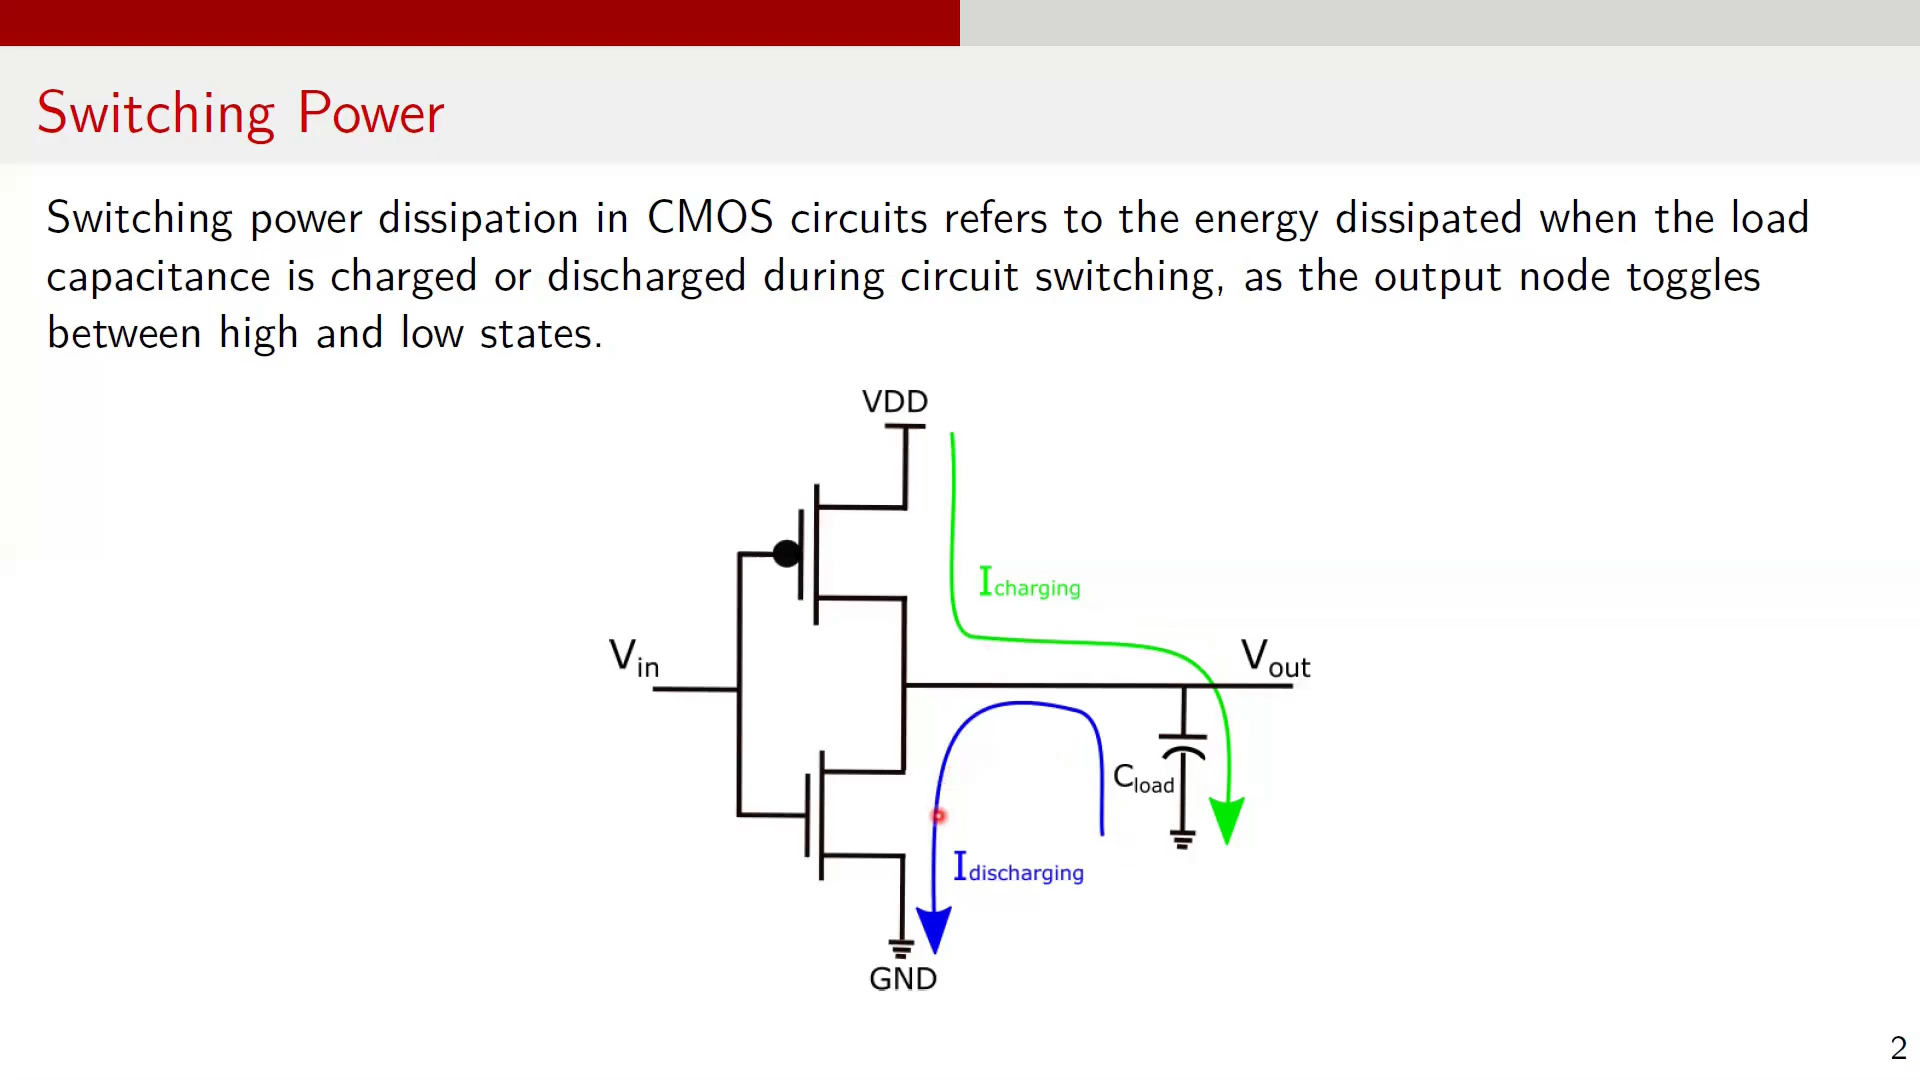 Switching Power
Switching power dissipation in CMOS circuits refers to the energy dissipated when the load
capacitance is charged or discharged during circuit switching, as the output node toggles
between high and low states.
VDD
Icharging
Vin
Vout
Cload
Idischarging
GND
2